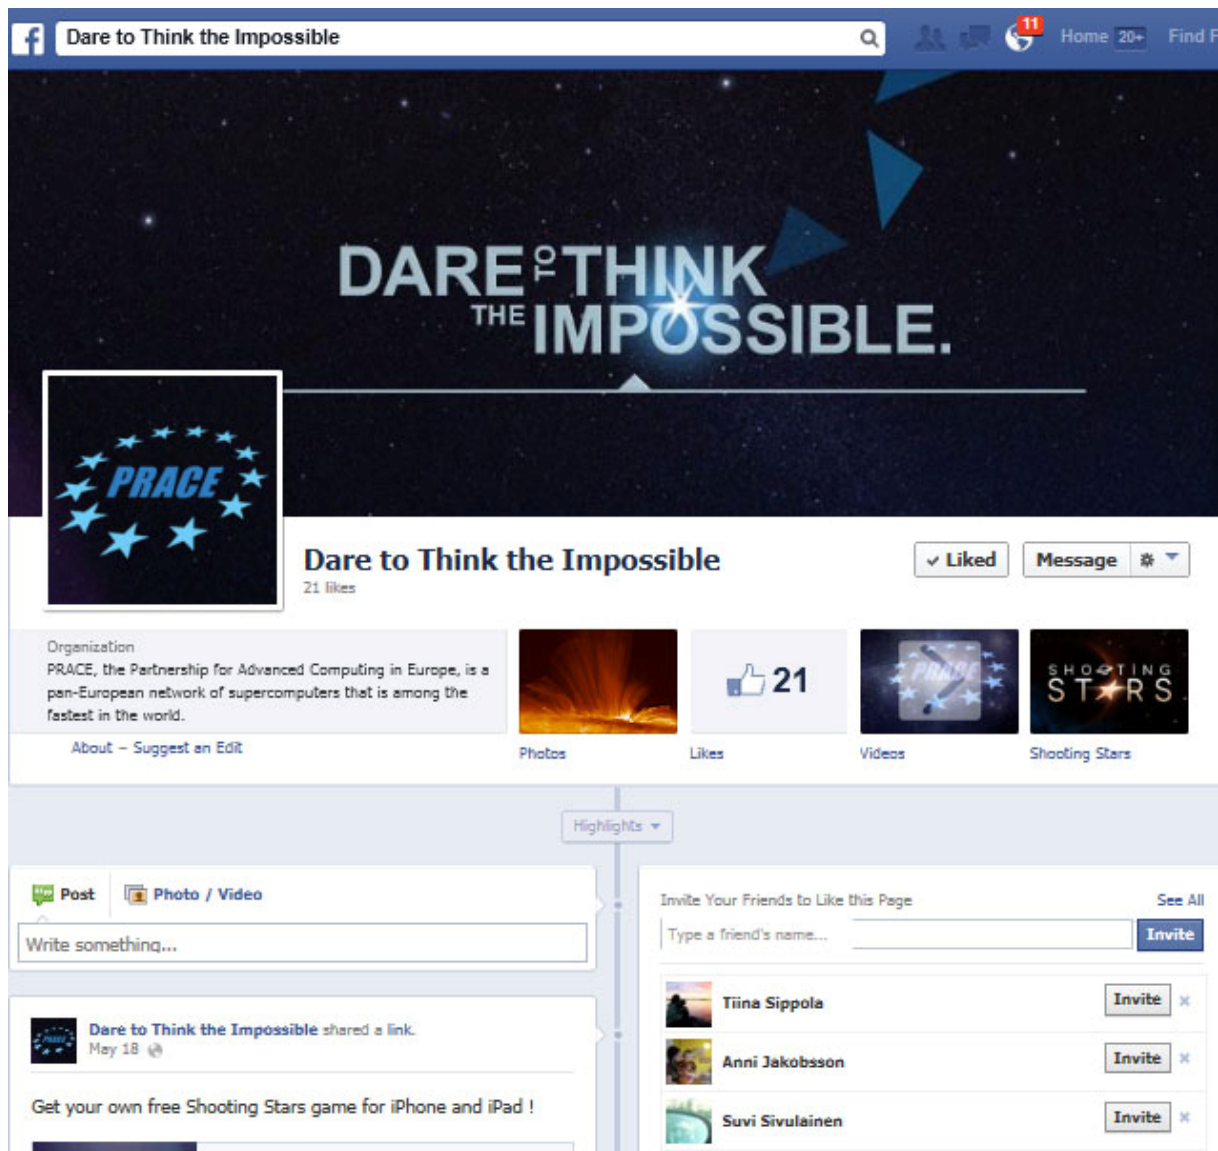 f Dare to Think the Impossible 11 Home 20+ Find F
DARE TO THINK
THE IMPOSSIBLE.
PRACE
Dare to Think the Impossible
21 likes
✓ Liked
Message
Organization
PRACE, the Partnership for Advanced Computing in Europe, is a
pan-European network of supercomputers that is among the
fastest in the world.
About – Suggest an Edit
21
PRACE
SHOOTING
STARS
Photos
Likes
Videos
Shooting Stars
Highlights
Post
Photo / Video
Write something...
Invite Your Friends to Like this Page
See All
Type a friend's name...
Invite
Tiina Sippola
Invite ×
Anni Jakobsson
Invite ×
Suvi Sivulainen
Invite ×
PRACE
Dare to Think the Impossible shared a link.
May 18
Get your own free Shooting Stars game for iPhone and iPad !